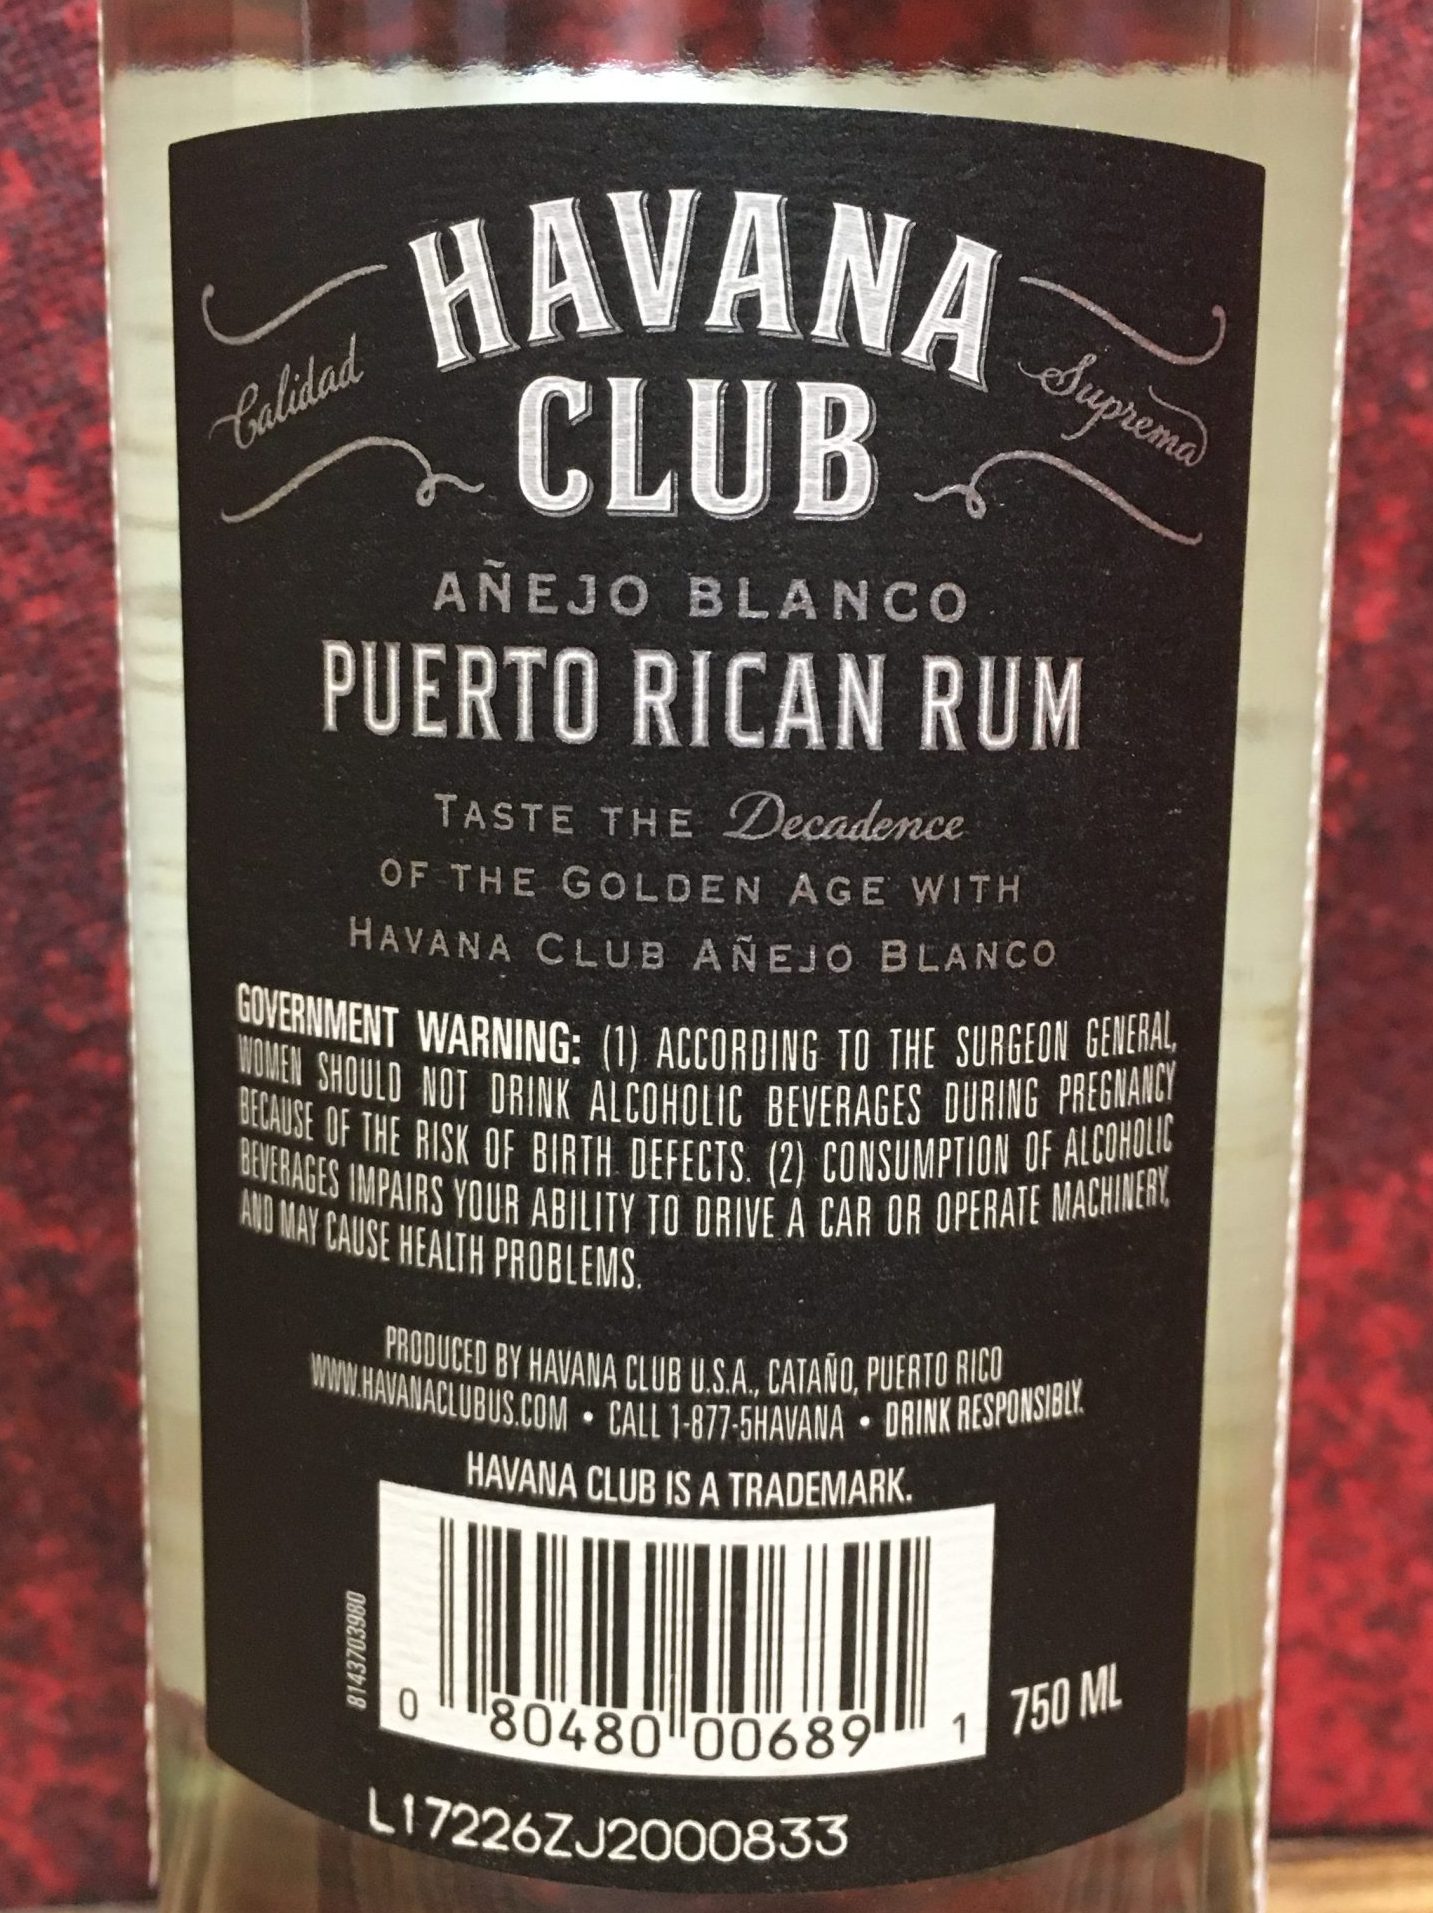 HAVANA
CLUB
Calidad
Suprema
AÑEJO BLANCO
PUERTO RICAN RUM
TASTE THE Decadence
OF THE GOLDEN AGE WITH
HAVANA CLUB AÑEJO BLANCO
GOVERNMENT WARNING: (1) ACCORDING TO THE SURGEON GENERAL,
WOMEN SHOULD NOT DRINK ALCOHOLIC BEVERAGES DURING PREGNANCY
BECAUSE OF THE RISK OF BIRTH DEFECTS. (2) CONSUMPTION OF ALCOHOLIC
BEVERAGES IMPAIRS YOUR ABILITY TO DRIVE A CAR OR OPERATE MACHINERY,
AND MAY CAUSE HEALTH PROBLEMS.
PRODUCED BY HAVANA CLUB U.S.A., CATAÑO, PUERTO RICO
WWW.HAVANACLUBUS.COM • CALL 1-877-5HAVANA • DRINK RESPONSIBLY.
HAVANA CLUB IS A TRADEMARK.
8143703980
0 80480 00689 1
750 ML
L17226ZJ2000833